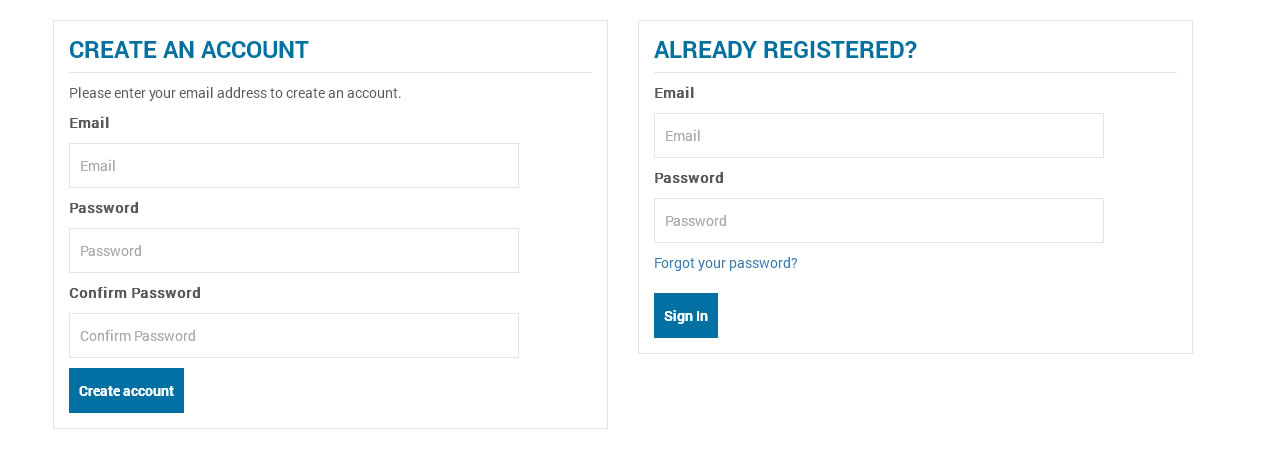 CREATE AN ACCOUNT
Please enter your email address to create an account.
Email
Email
Password
Password
Confirm Password
Confirm Password
Create account
ALREADY REGISTERED?
Email
Email
Password
Password
Forgot your password?
Sign In